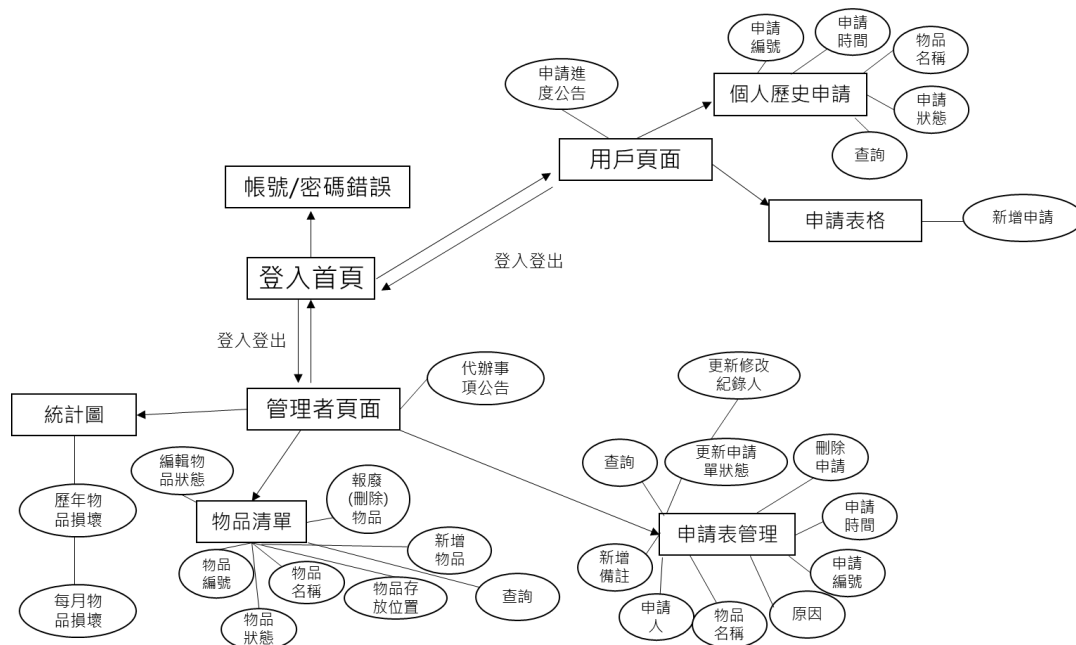 申請
編號
申請
時間
物品
名稱
申請進
度公告
個人歷史申請
申請
狀態
用戶頁面
查詢
帳號/密碼錯誤
申請表格
新增申請
登入首頁
登入登出
登入登出
代辦事
項公告
更新修改
紀錄人
統計圖
管理者頁面
編輯物
品狀態
報廢
(刪除)
物品
查詢
更新申請
單狀態
刪除
申請
歷年物
品損壞
物品清單
新增
物品
申請表管理
申請
時間
物品
編號
物品
名稱
物品存
放位置
查詢
新增
備註
申請
編號
每月物
品損壞
物品
狀態
申請
人
物品
名稱
原因